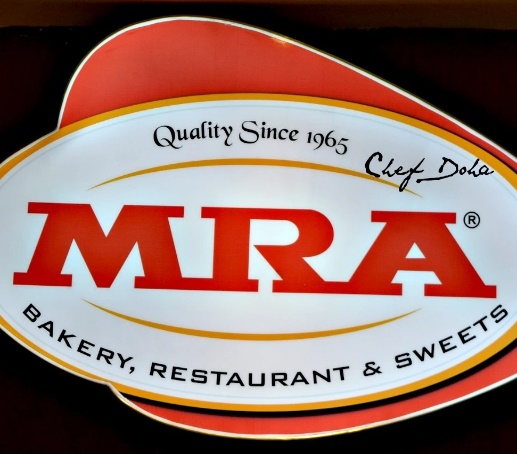 Quality Since 1965
Chef Doha
MRA®
BAKERY, RESTAURANT & SWEETS